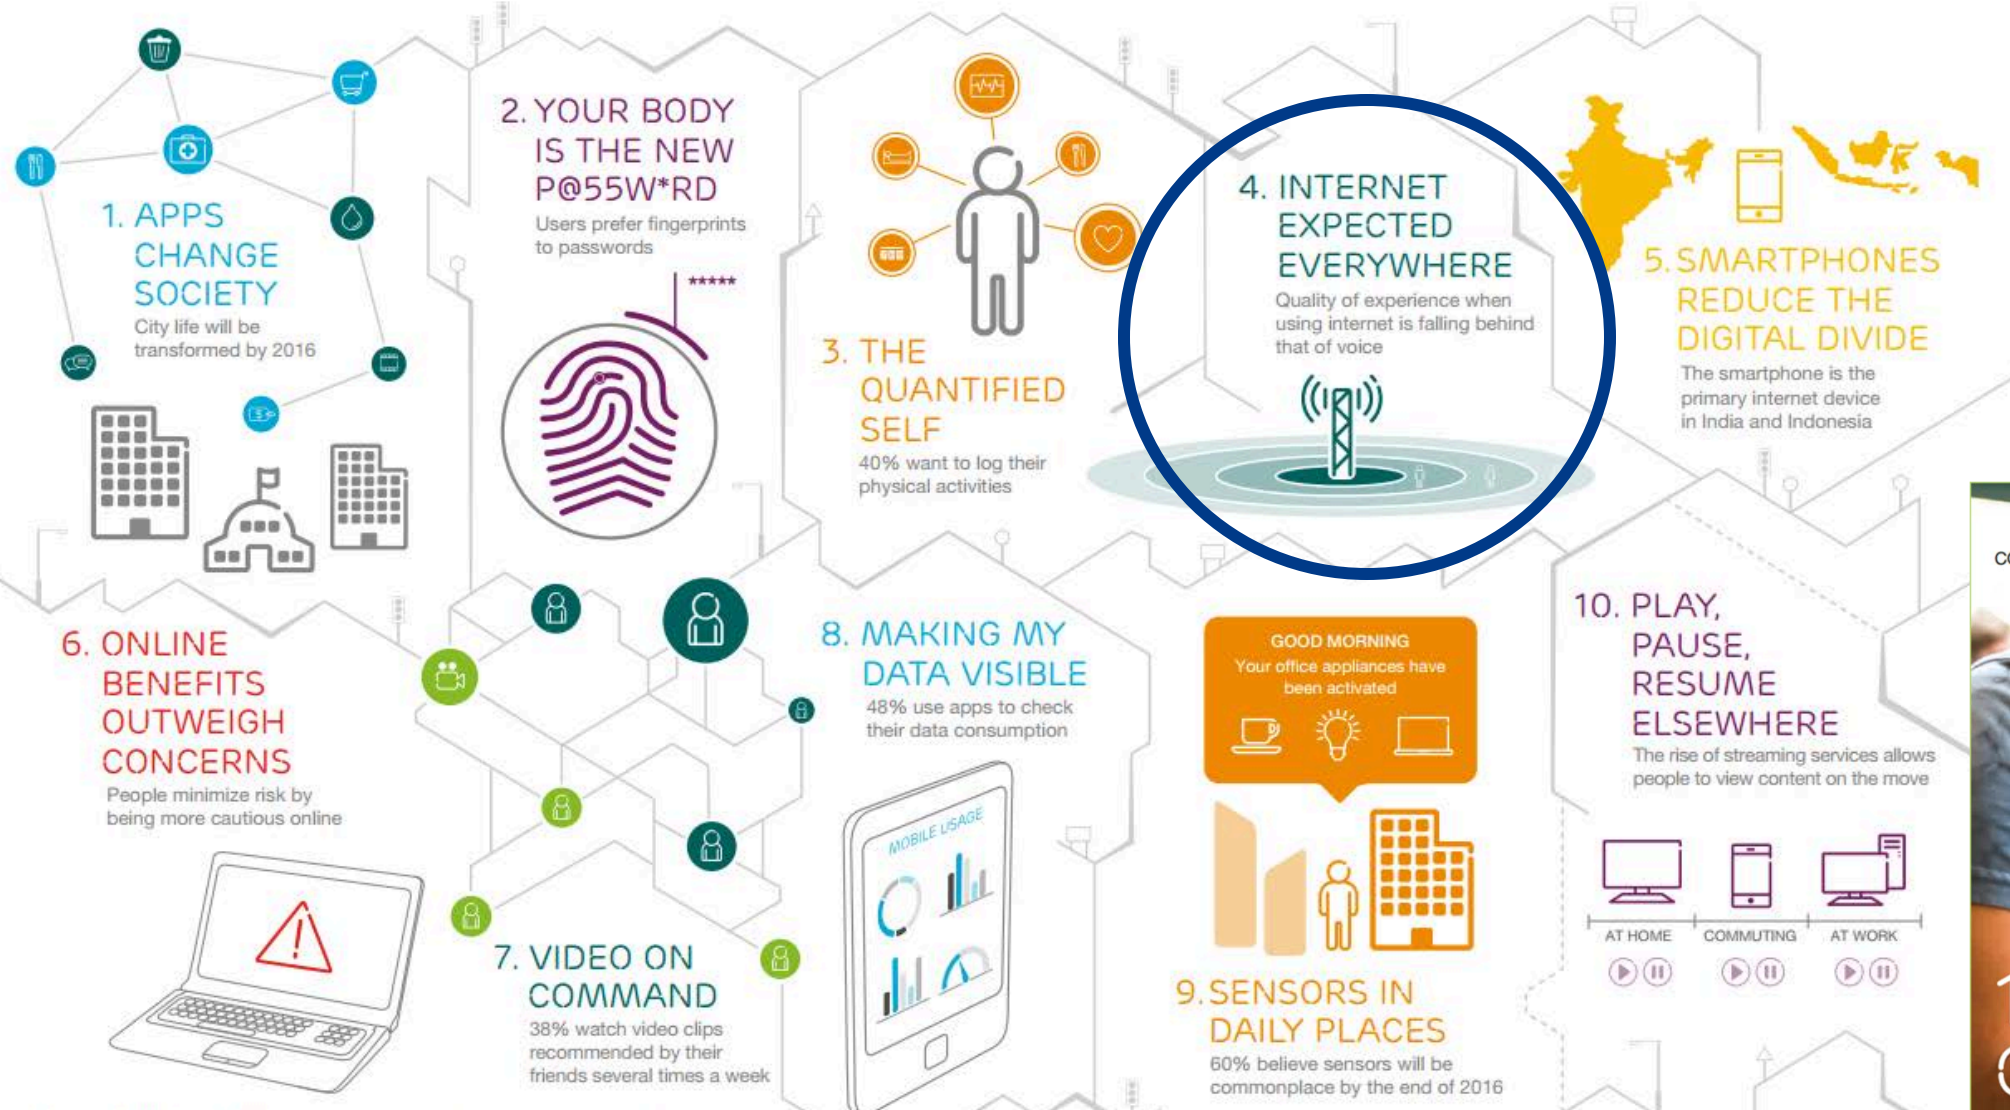 1. APPS
CHANGE
SOCIETY
City life will be
transformed by 2016
2. YOUR BODY
IS THE NEW
P@55W*RD
Users prefer fingerprints
to passwords
*****
3. THE
QUANTIFIED
SELF
40% want to log their
physical activities
4. INTERNET
EXPECTED
EVERYWHERE
Quality of experience when
using internet is falling behind
that of voice
5. SMARTPHONES
REDUCE THE
DIGITAL DIVIDE
The smartphone is the
primary internet device
in India and Indonesia
6. ONLINE
BENEFITS
OUTWEIGH
CONCERNS
People minimize risk by
being more cautious online
7. VIDEO ON
COMMAND
38% watch video clips
recommended by their
friends several times a week
8. MAKING MY
DATA VISIBLE
48% use apps to check
their data consumption
MOBILE USAGE
GOOD MORNING
Your office appliances have
been activated
9. SENSORS IN
DAILY PLACES
60% believe sensors will be
commonplace by the end of 2016
10. PLAY,
PAUSE,
RESUME
ELSEWHERE
The rise of streaming services allows
people to view content on the move
AT HOME
COMMUTING
AT WORK